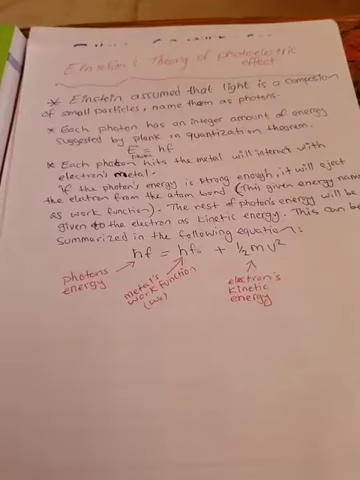 Einstein's theory of photoelectric
effect
* Einstein assumed that light is a compesion
of small particles, name them as photons.
* Each photon has an integer amount of energy
suggested by plank in quantization theorem.
E = hf
photon
* Each photon hits the metal will interact with
electron's metal.
If the photon's energy is strong enough, it will eject
the electron from the atom bond (This given energy name
as work function). The rest of photon's energy will be
given to the electron as kinetic energy. This can be
summarized in the following equation:
hf = hf₀ + ½mv²
photons
energy
metal's
work function
(w₀)
electron's
kinetic
energy